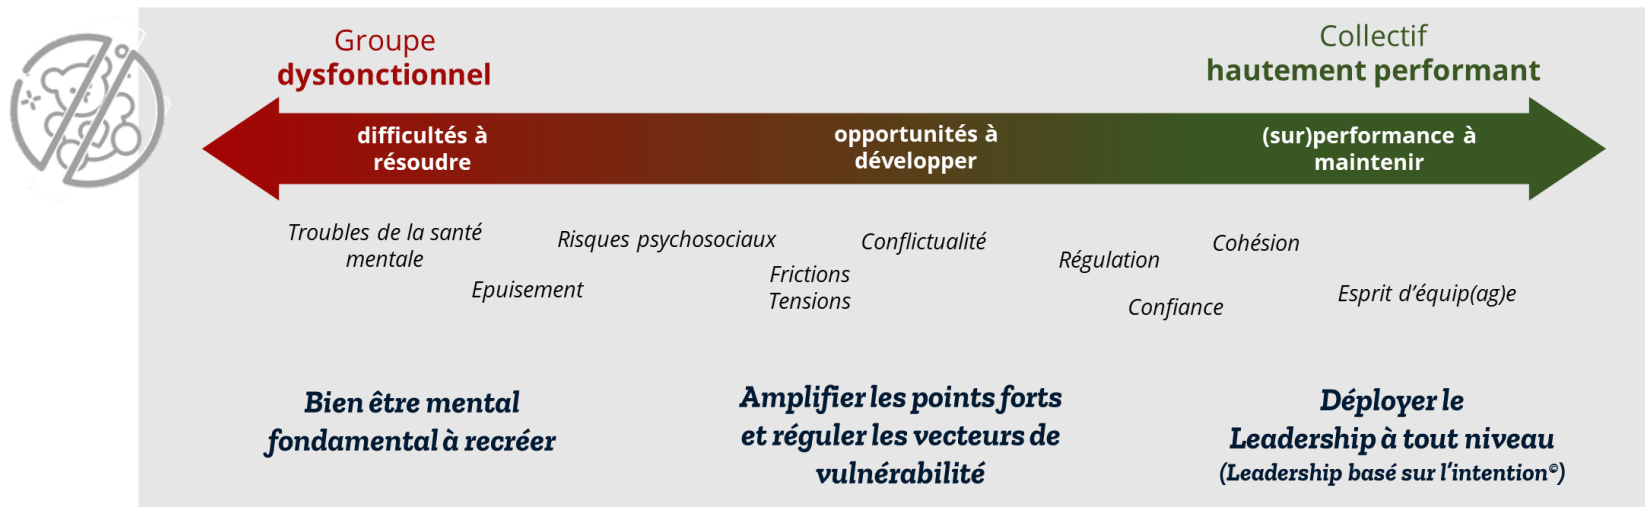 Groupe
dysfonctionnel
Collectif
hautement performant
difficultés à
résoudre
opportunités à
développer
(sur)performance à
maintenir
Troubles de la santé
mentale
Epuisement
Risques psychosociaux
Frictions
Tensions
Conflictualité
Régulation
Confiance
Cohésion
Esprit d’équip(ag)e
Bien être mental
fondamental à recréer
Amplifier les points forts
et réguler les vecteurs de
vulnérabilité
Déployer le
Leadership à tout niveau
(Leadership basé sur l’intention©)